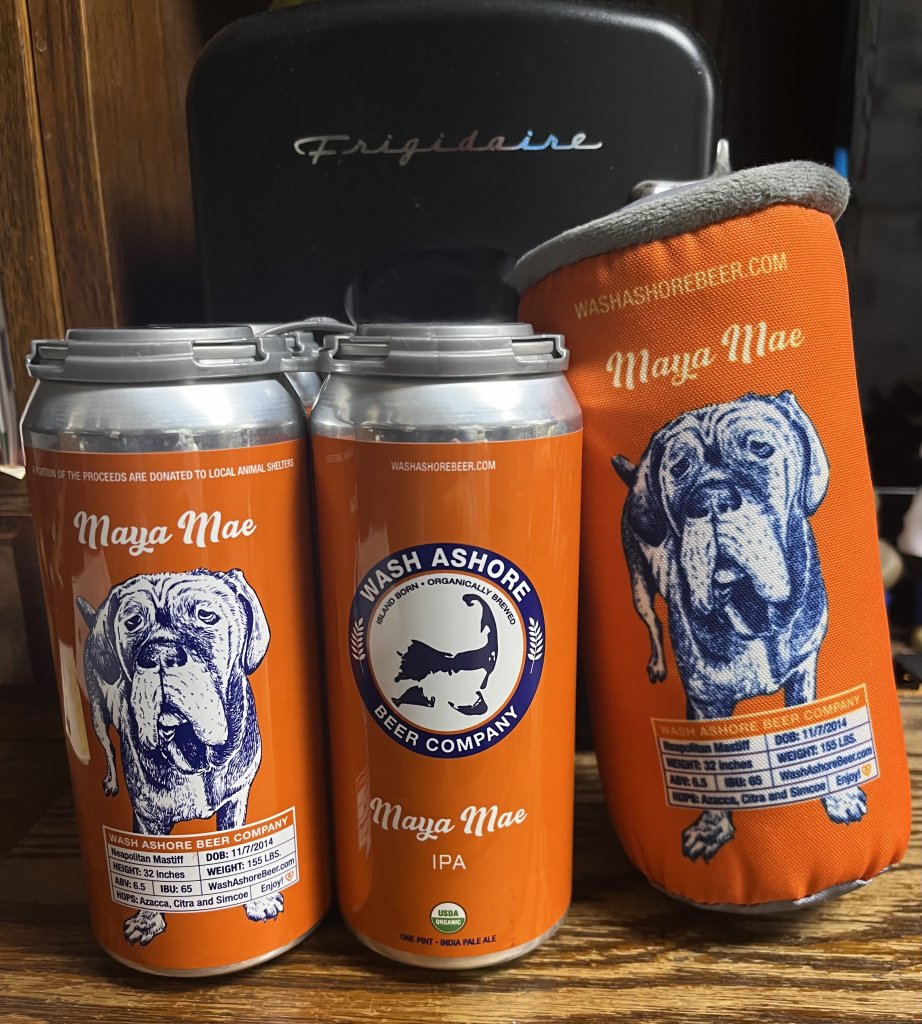 Frigidaire
A PORTION OF THE PROCEEDS ARE DONATED TO LOCAL ANIMAL SHELTERS
Maya Mae
WASH ASHORE BEER COMPANY
Neapolitan Mastiff DOB: 11/7/2014
HEIGHT: 32 inches WEIGHT: 155 LBS.
ABV: 6.5 IBU: 65 WashAshoreBeer.com
HOPS: Azacca, Citra and Simcoe Enjoy!
WASHASHOREBEER.COM
WASH ASHORE
ISLAND BORN • ORGANICALLY BREWED
BEER COMPANY
Maya Mae
IPA
USDA
ORGANIC
ONE PINT • INDIA PALE ALE
WASHASHOREBEER.COM
Maya Mae
WASH ASHORE BEER COMPANY
Neapolitan Mastiff DOB: 11/7/2014
HEIGHT: 32 inches WEIGHT: 155 LBS.
ABV: 6.5 IBU: 65 WashAshoreBeer.com
HOPS: Azacca, Citra and Simcoe Enjoy!